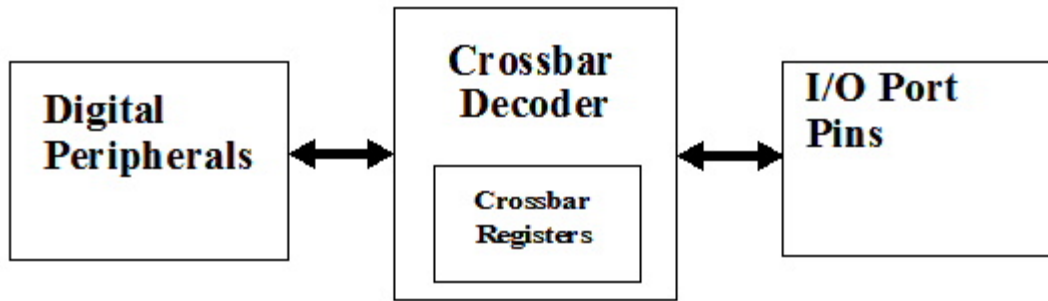 Digital
Peripherals
Crossbar
Decoder
Crossbar
Registers
I/O Port
Pins